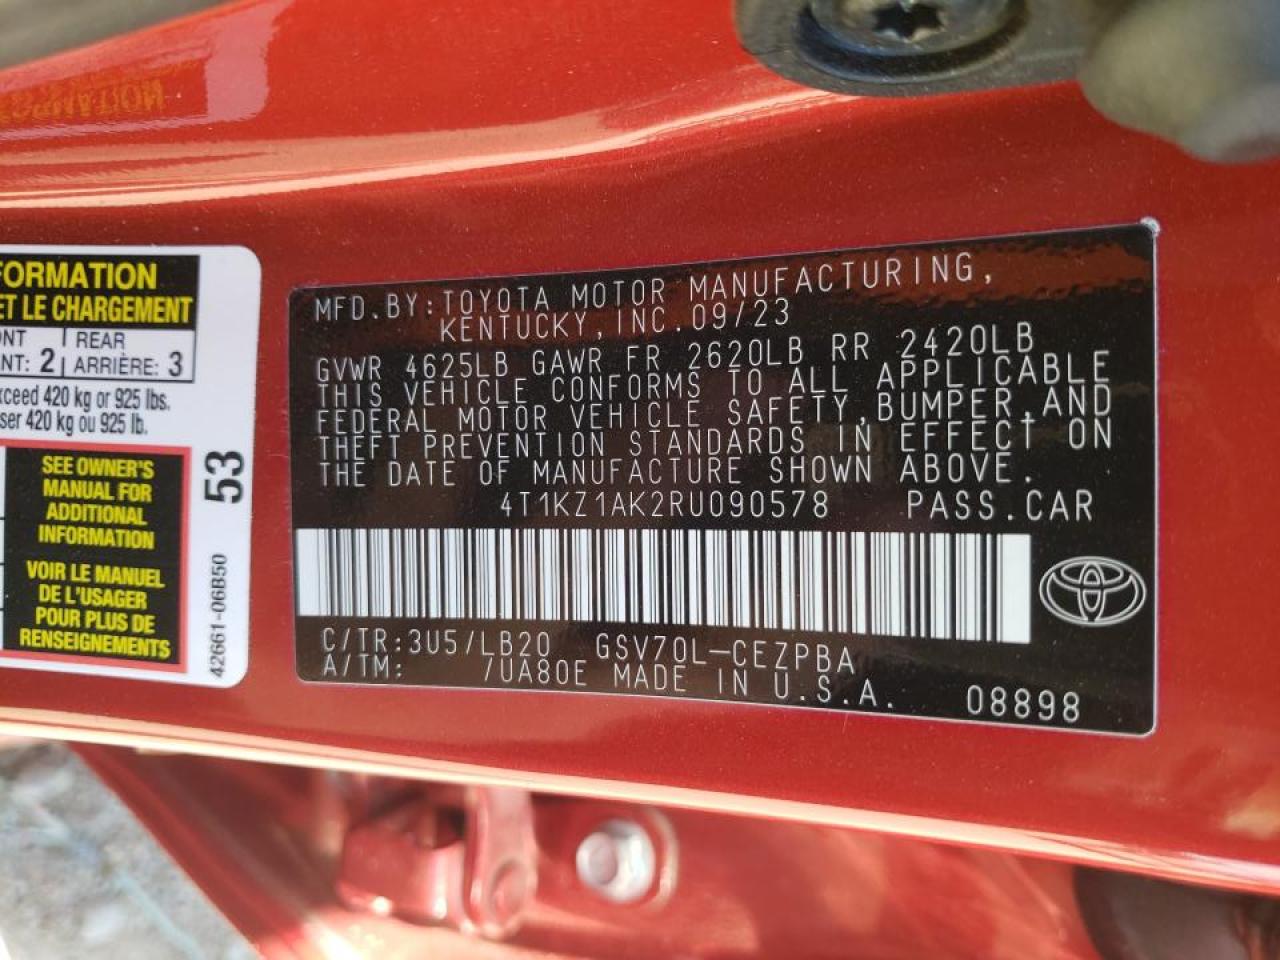 FORMATION
ET LE CHARGEMENT
REAR
NT: 2 ARRIÈRE: 3
exceed 420 kg or 925 lbs.
ser 420 kg ou 925 lb.
SEE OWNER'S
MANUAL FOR
ADDITIONAL
INFORMATION
VOIR LE MANUEL
DE L'USAGER
POUR PLUS DE
RENSEIGNEMENTS
53
42661-06B50
MFD.BY:TOYOTA MOTOR MANUFACTURING,
KENTUCKY,INC.09/23
GVWR 4625LB GAWR FR 2620LB RR 2420LB
THIS VEHICLE CONFORMS TO ALL APPLICABLE
FEDERAL MOTOR VEHICLE SAFETY,BUMPER,AND
THEFT PREVENTION STANDARDS IN EFFECT ON
THE DATE OF MANUFACTURE SHOWN ABOVE.
4T1KZ1AK2RU090578 PASS.CAR
C/TR:3U5/LB20 GSV70L-CEZPBA
A/TM: /UA80E MADE IN U.S.A.
08898